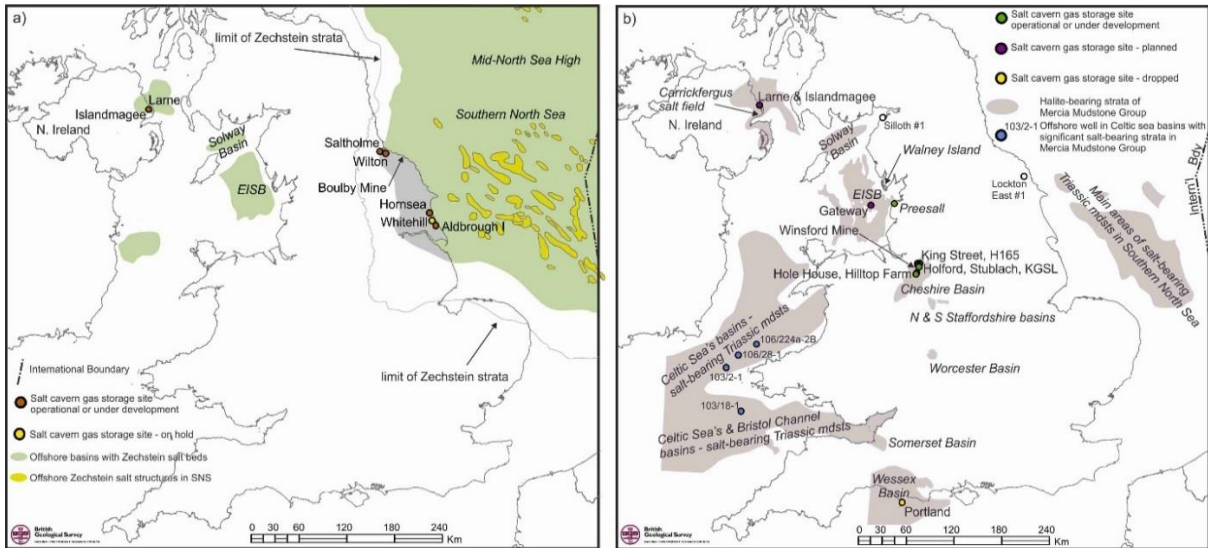 a)
limit of Zechstein strata
Mid-North Sea High
Southern North Sea
Larne
Islandmagee
N. Ireland
Solway
Basin
EISB
Saltholme
Wilton
Boulby Mine
Hornsea
Whitehill
Aldbrough I
limit of Zechstein strata
International Boundary
Salt cavern gas storage site
operational or under development
Salt cavern gas storage site - on hold
Offshore basins with Zechstein salt beds
Offshore Zechstein salt structures in SNS
British
Geological Survey
0 30 60 120 180 240
Km
b)
Salt cavern gas storage site
operational or under development
Salt cavern gas storage site - planned
Salt cavern gas storage site - dropped
Halite-bearing strata of
Mercia Mudstone Group
103/2-1 Offshore well in Celtic sea basins with
significant salt-bearing strata in
Mercia Mudstone Group
Carrickfergus
salt field
Larne & Islandmagee
N. Ireland
Silloth #1
Solway
Basin
Walney Island
Lockton
East #1
EISB
Gateway
Preesall
Winsford Mine
King Street, H165
Holford, Stublach, KGSL
Hole House, Hilltop Farm
Cheshire Basin
N & S Staffordshire basins
Main areas of salt-bearing
Triassic mdsts in Southern North Sea
Celtic Sea's basins -
salt-bearing Triassic mdsts
106/224a-2B
106/28-1
103/2-1
Worcester Basin
103/18-1
Celtic Sea's & Bristol Channel
basins - salt-bearing Triassic mdsts
Somerset Basin
Wessex
Basin
Portland
British
Geological Survey
0 30 60 120 180 240
Km